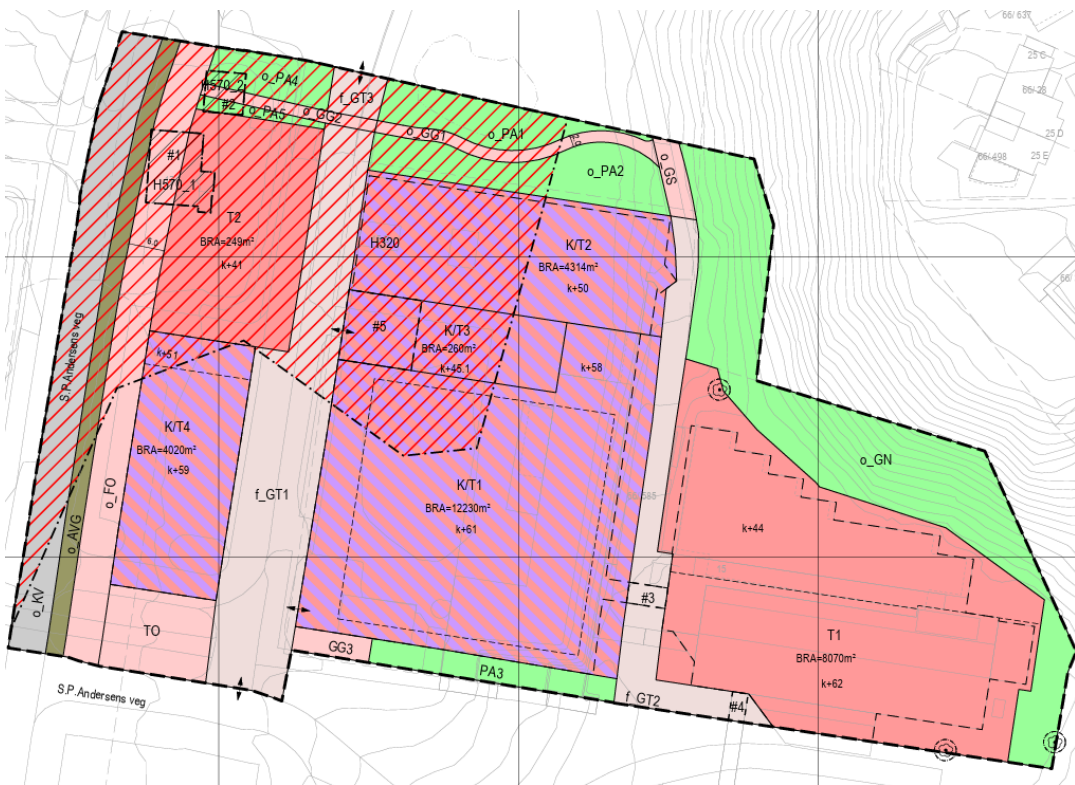 66/ 637
25 C
66/ 28
25 D
25 E
66/ 498
o_PA4
H570_2
f_GT3
#2
o_PA5
o_GG2
o_GG1
o_PA1
o_GS
#1
H570_1
o_PA2
T2
BRA=249m²
k+41
6.0
H320
K/T2
BRA=4314m²
k+50
S.P.Andersens veg
#5
K/T3
BRA=260m²
k+45.1
k+51
k+58
K/T4
BRA=4020m²
k+59
o_GN
K/T1
BRA=12230m²
k+61
f_GT1
o_FO
k+44
o_AVG
o_KV
#3
TO
T1
BRA=8070m²
k+62
GG3
PA3
f_GT2
#4
S.P.Andersens veg